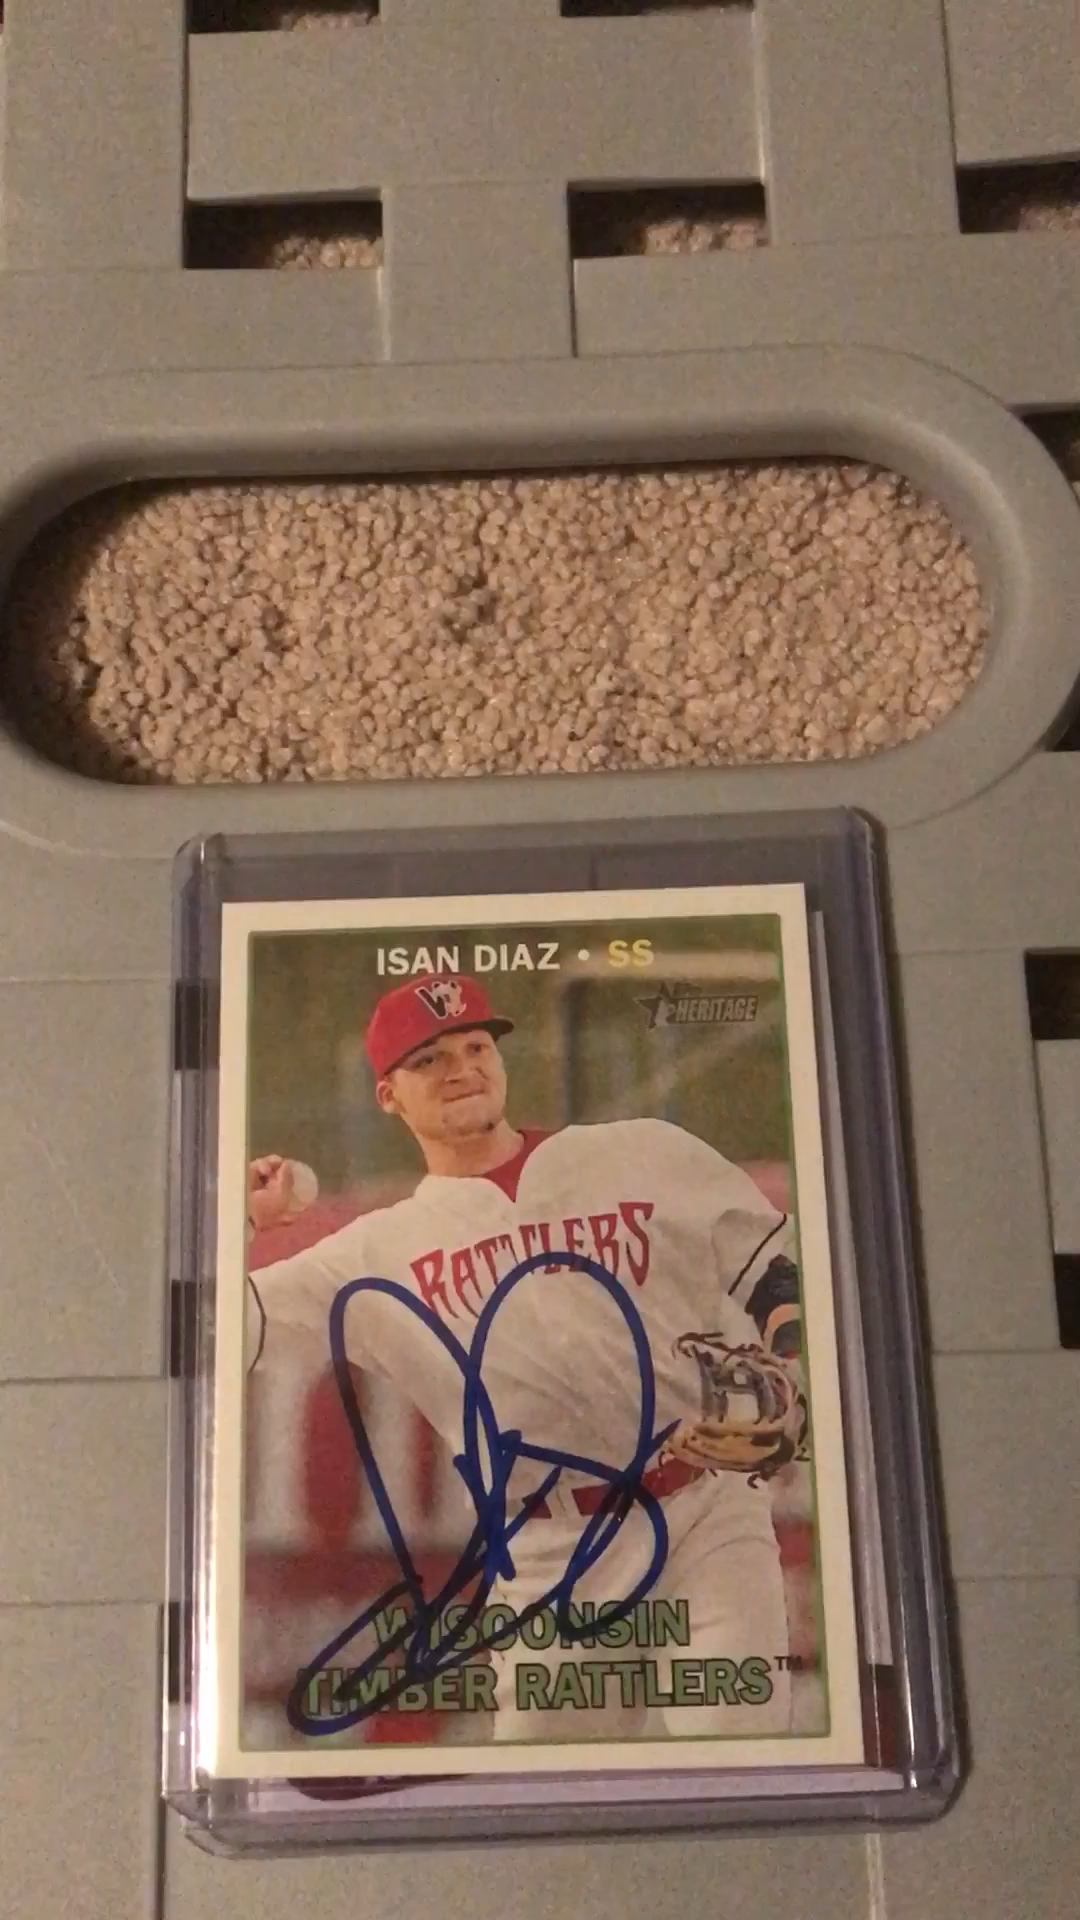 ISAN DIAZ • SS
HERITAGE
W
RATTLERS
WISCONSIN
TIMBER RATTLERS™